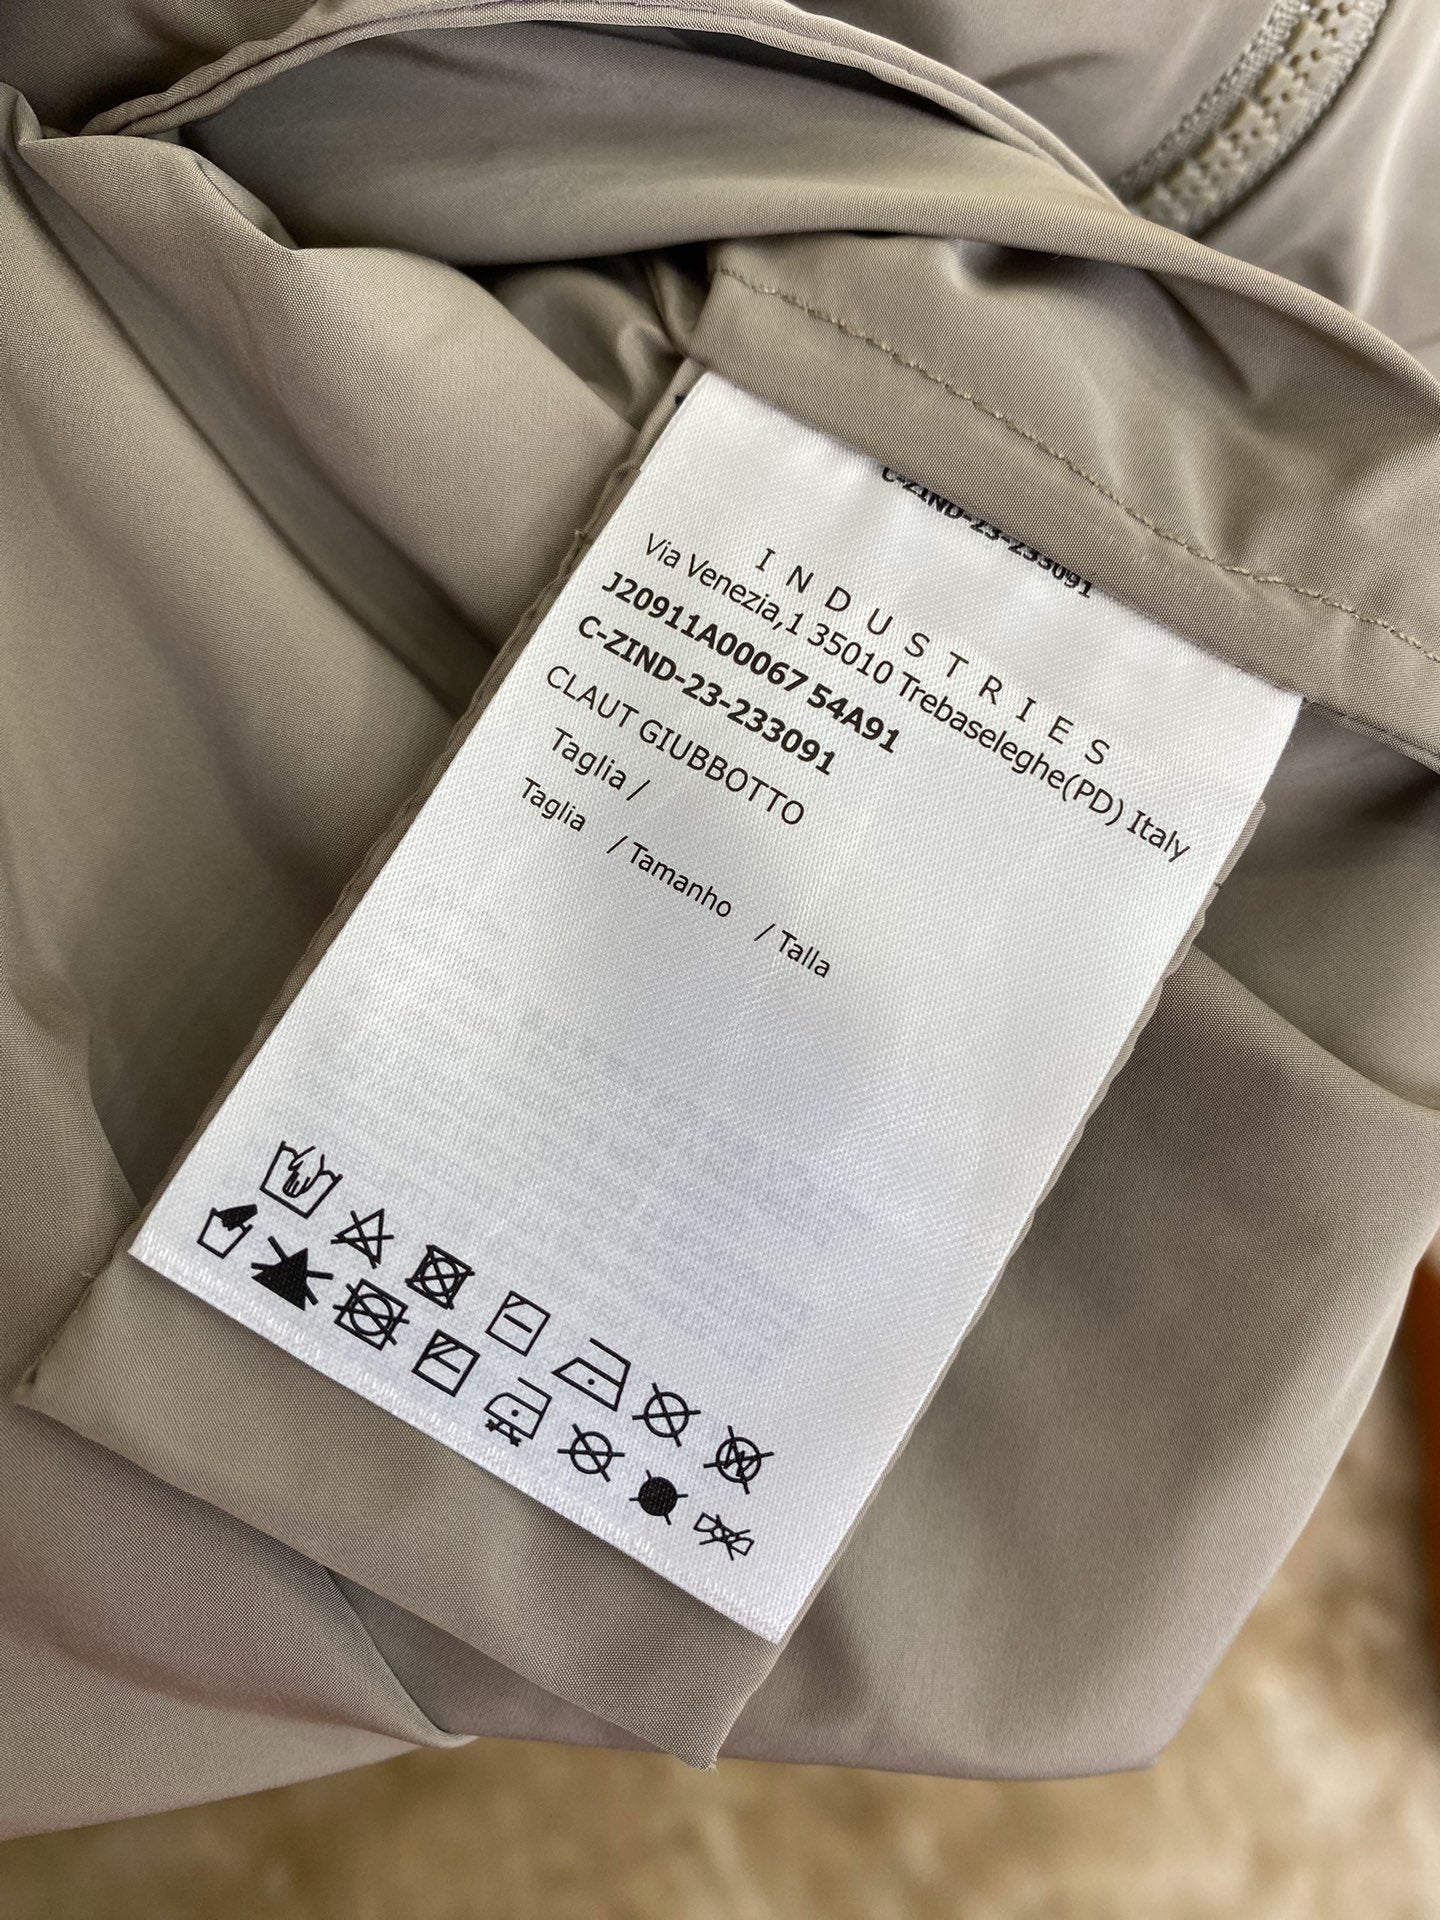 C-ZIND-23-233091
INDUSTRIES
Via Venezia,1 35010 Trebaseleghe(PD) Italy
J20911A00067 54A91
C-ZIND-23-233091
CLAUT GIUBBOTTO
Taglia /
Taglia / Tamanho / Talla